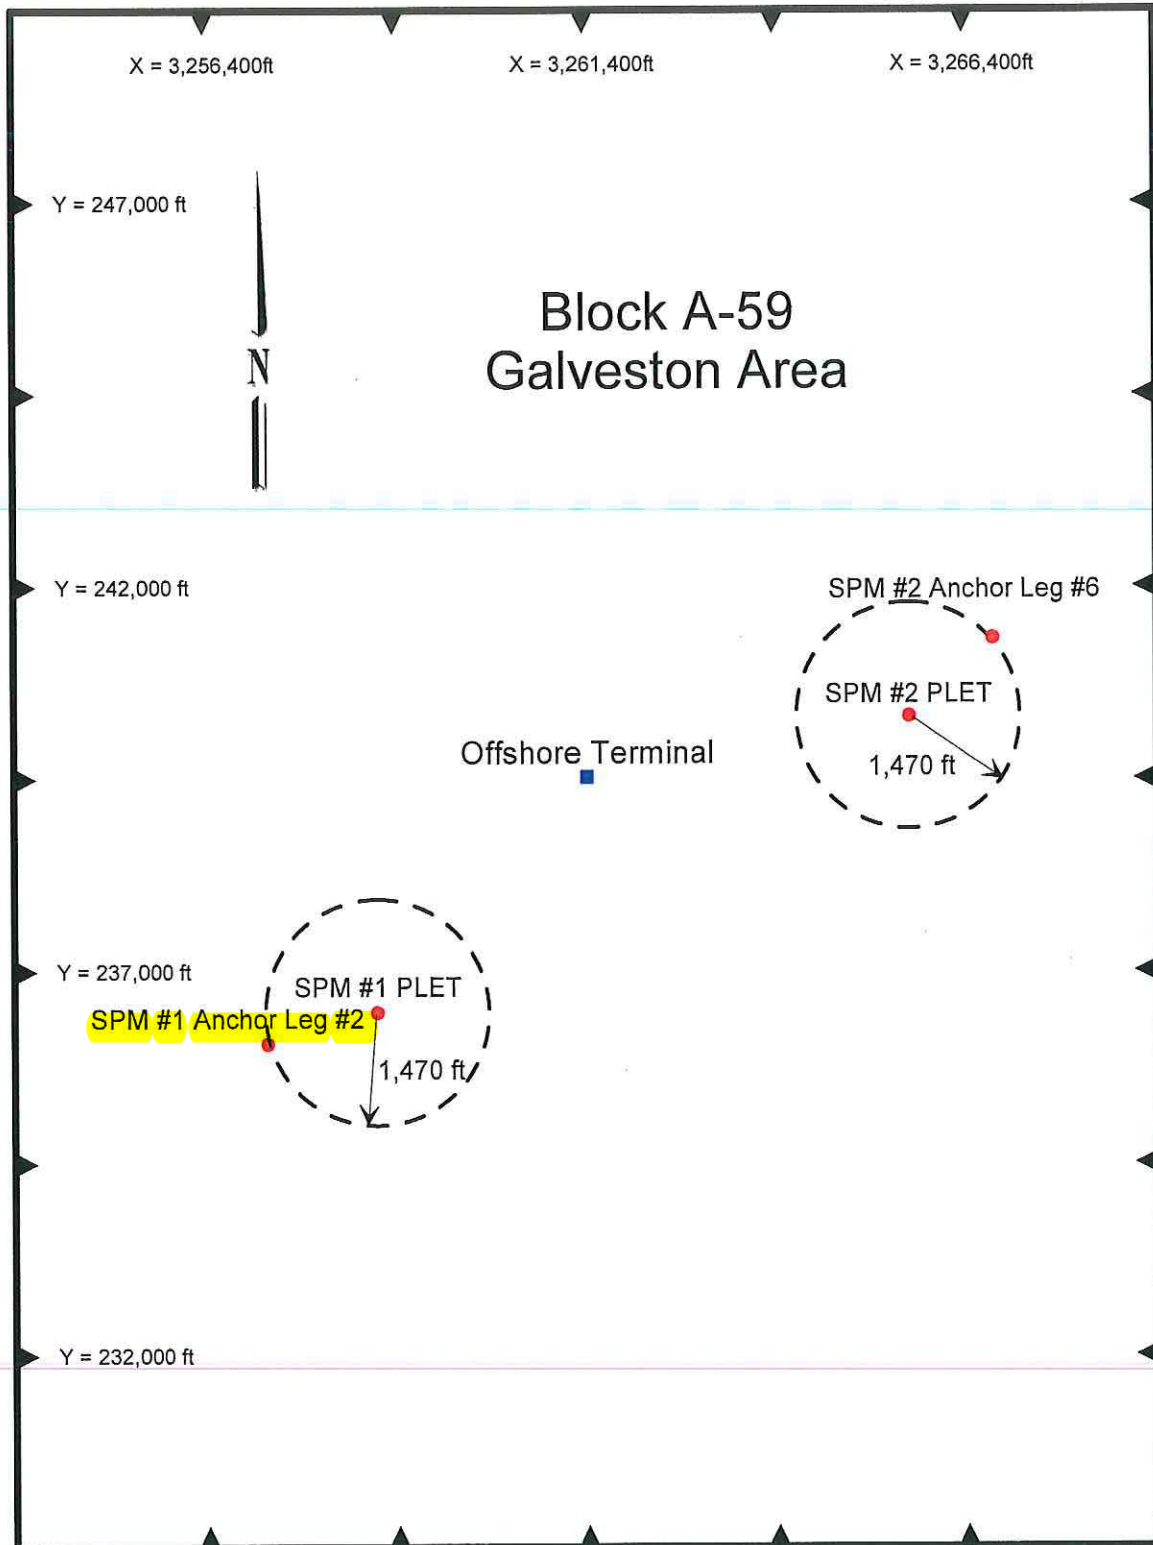 X = 3,256,400ft
X = 3,261,400ft
X = 3,266,400ft
Y = 247,000 ft
Block A-59
Galveston Area
N
Y = 242,000 ft
SPM #2 Anchor Leg #6
SPM #2 PLET
Offshore Terminal
1,470 ft
Y = 237,000 ft
SPM #1 PLET
SPM #1 Anchor Leg #2
1,470 ft
Y = 232,000 ft